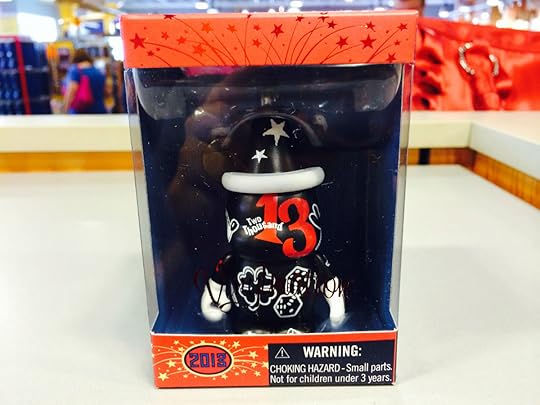 Two
Thousand
13
2013
WARNING:
CHOKING HAZARD - Small parts.
Not for children under 3 years.